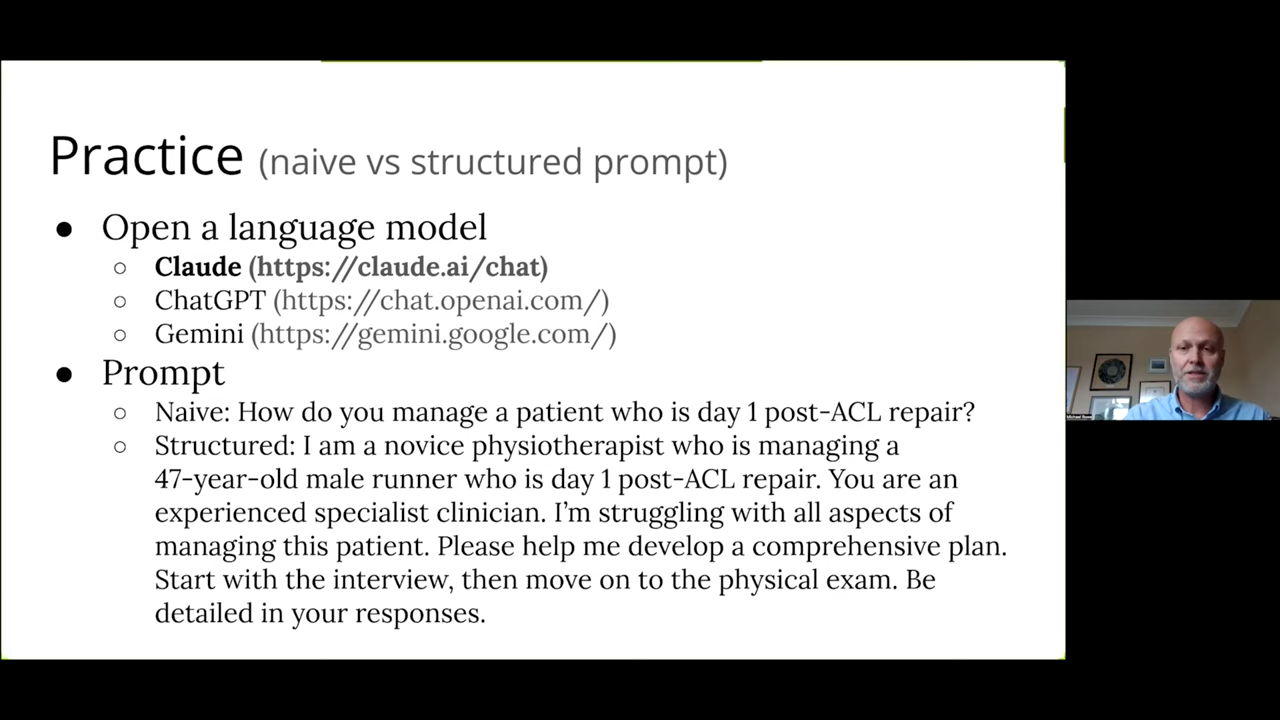 Practice (naive vs structured prompt)
● Open a language model
○ Claude (https://claude.ai/chat)
○ ChatGPT (https://chat.openai.com/)
○ Gemini (https://gemini.google.com/)
● Prompt
○ Naive: How do you manage a patient who is day 1 post-ACL repair?
○ Structured: I am a novice physiotherapist who is managing a
47-year-old male runner who is day 1 post-ACL repair. You are an
experienced specialist clinician. I’m struggling with all aspects of
managing this patient. Please help me develop a comprehensive plan.
Start with the interview, then move on to the physical exam. Be
detailed in your responses.